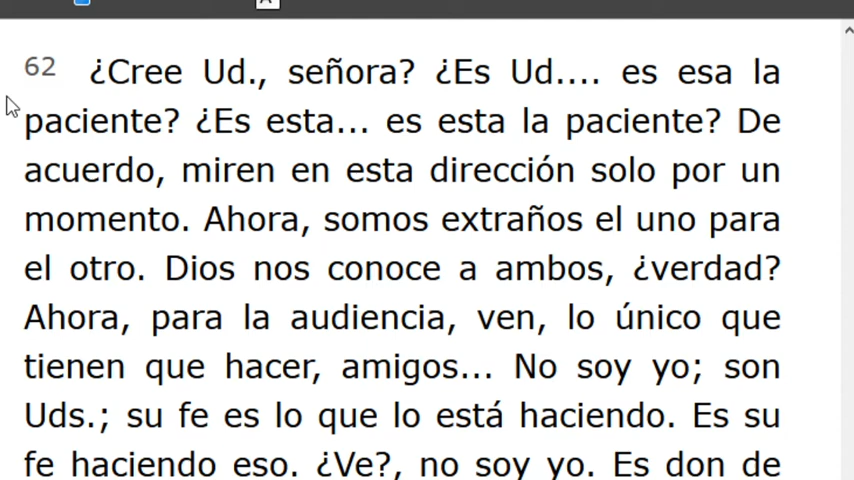 62 ¿Cree Ud., señora? ¿Es Ud.... es esa la
paciente? ¿Es esta... es esta la paciente? De
acuerdo, miren en esta dirección solo por un
momento. Ahora, somos extraños el uno para
el otro. Dios nos conoce a ambos, ¿verdad?
Ahora, para la audiencia, ven, lo único que
tienen que hacer, amigos... No soy yo; son
Uds.; su fe es lo que lo está haciendo. Es su
fe haciendo eso. ¿Ve?, no soy yo. Es don de